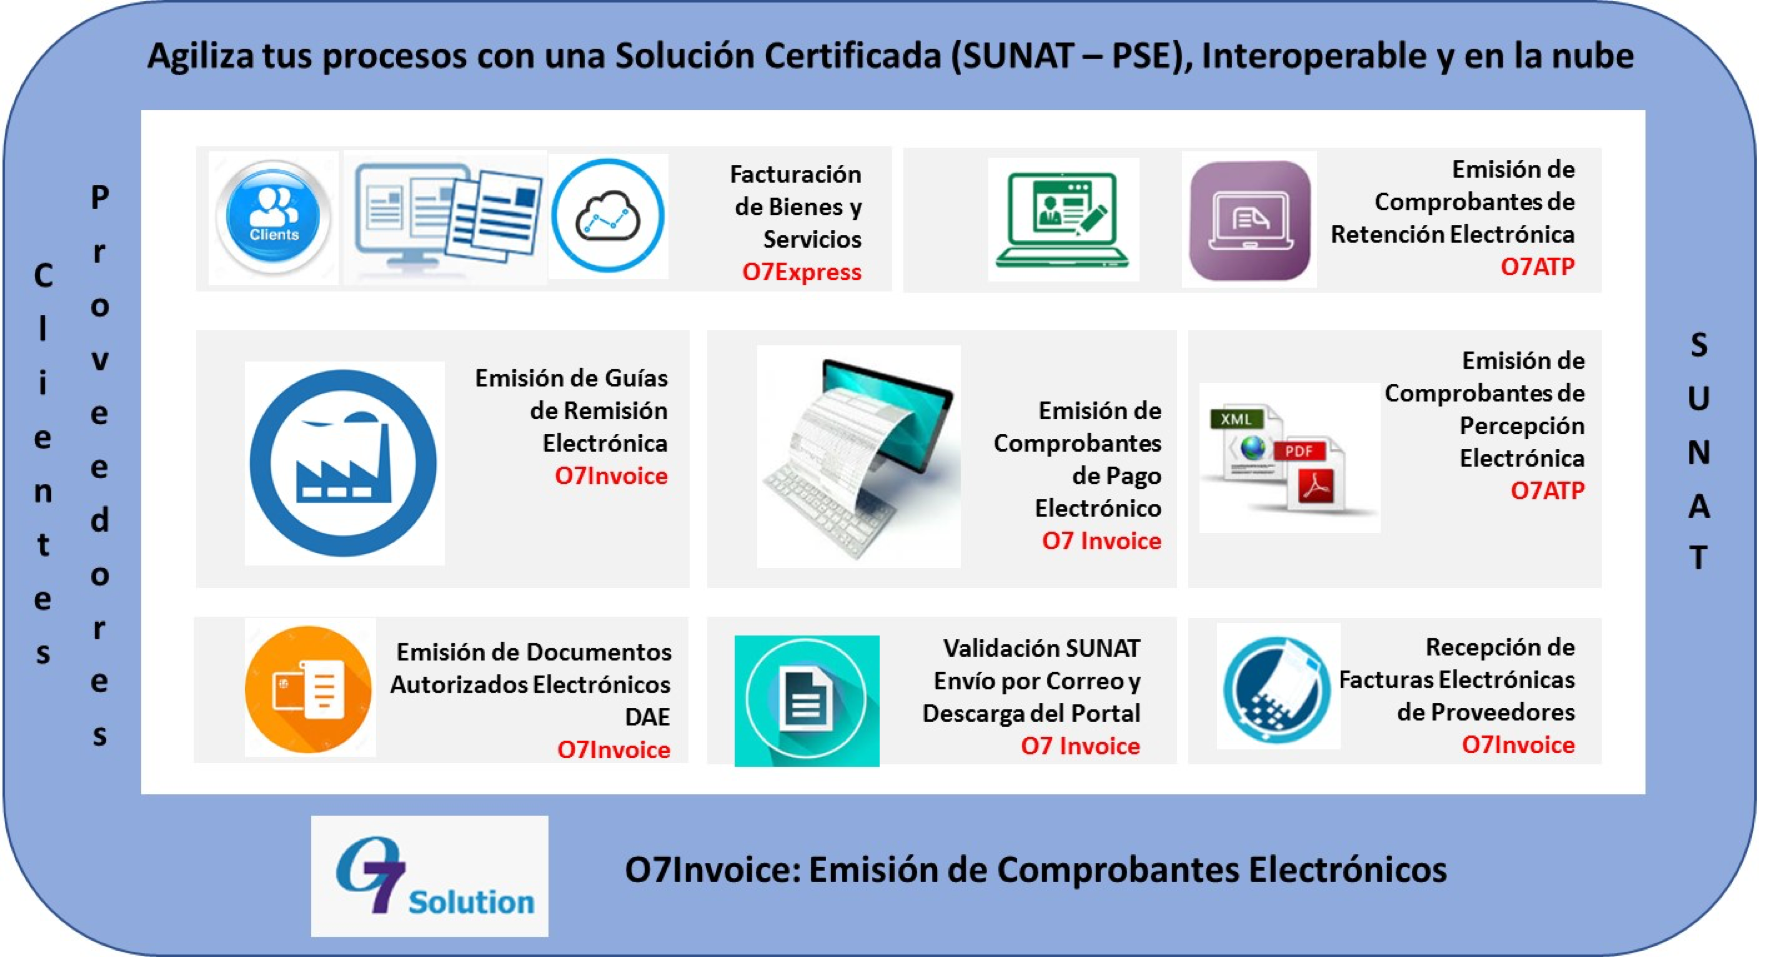 Agiliza tus procesos con una Solución Certificada (SUNAT – PSE), Interoperable y en la nube
Clientes
Proveedores
Clients
Facturación
de Bienes y
Servicios
O7Express
Emisión de
Comprobantes de
Retención Electrónica
O7ATP
Emisión de Guías
de Remisión
Electrónica
O7Invoice
Emisión de
Comprobantes
de Pago
Electrónico
O7 Invoice
XML
PDF
Emisión de
Comprobantes de
Percepción
Electrónica
O7ATP
Emisión de Documentos
Autorizados Electrónicos
DAE
O7Invoice
Validación SUNAT
Envío por Correo y
Descarga del Portal
O7 Invoice
Recepción de
Facturas Electrónicas
de Proveedores
O7Invoice
SUNAT
O7 Solution
O7Invoice: Emisión de Comprobantes Electrónicos